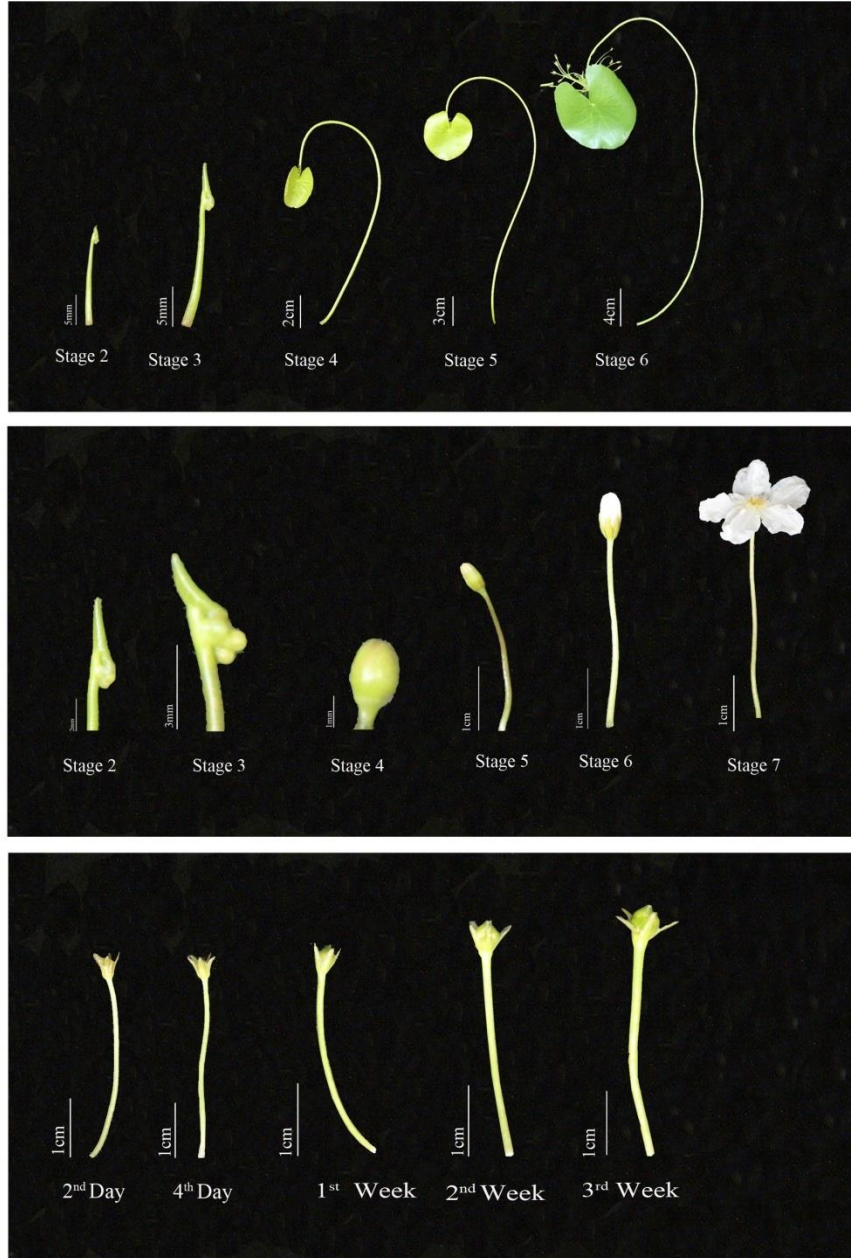 5mm
5mm
2cm
3cm
4cm
Stage 2
Stage 3
Stage 4
Stage 5
Stage 6
2mm
3mm
1mm
1cm
1cm
1cm
Stage 2
Stage 3
Stage 4
Stage 5
Stage 6
Stage 7
1cm
1cm
1cm
1cm
1cm
2nd Day
4th Day
1st Week
2nd Week
3rd Week